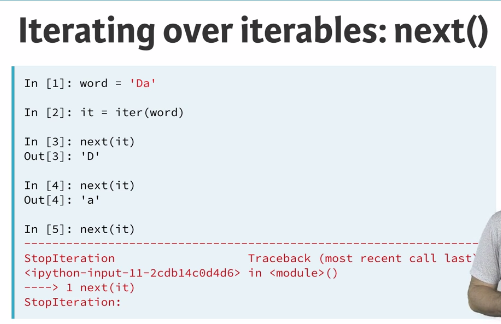 Iterating over iterables: next()
In [1]: word = 'Da'
In [2]: it = iter(word)
In [3]: next(it)
Out[3]: 'D'
In [4]: next(it)
Out[4]: 'a'
In [5]: next(it)
---------------------------------------------------------------------------
StopIteration Traceback (most recent call last)
<ipython-input-11-2cdb14c0d4d6> in <module>()
----> 1 next(it)
StopIteration: